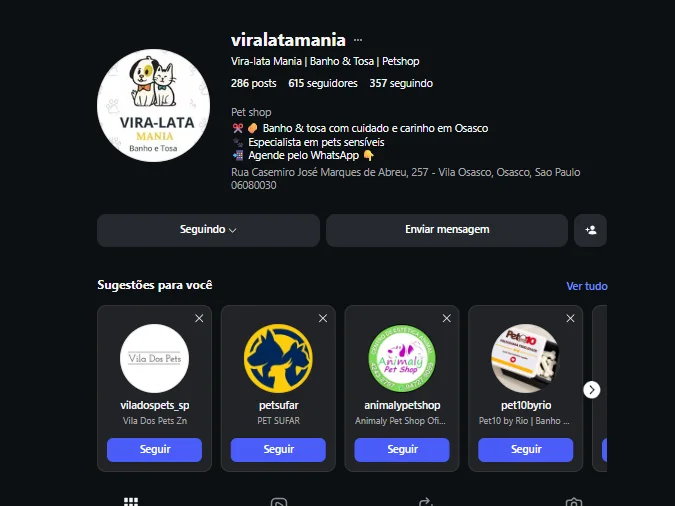 viralatamania ...
Vira-lata Mania | Banho & Tosa | Petshop
286 posts 615 seguidores 357 seguindo
VIRA-LATA
MANIA
Banho e Tosa
Pet shop
Banho & tosa com cuidado e carinho em Osasco
Especialista em pets sensíveis
Agende pelo WhatsApp
Rua Casemiro José Marques de Abreu, 257 - Vila Osasco, Osasco, Sao Paulo
06080030
Seguindo
Enviar mensagem
Sugestões para você
Ver tudo
Vila Dos Pets
viladospets_sp
Vila Dos Pets Zn
Seguir
petsufar
PET SUFAR
Seguir
Animaly
Pet Shop
animalypetshop
Animaly Pet Shop Ofi...
Seguir
Pet10
pet10byrio
Pet10 by Rio | Banho ...
Seguir